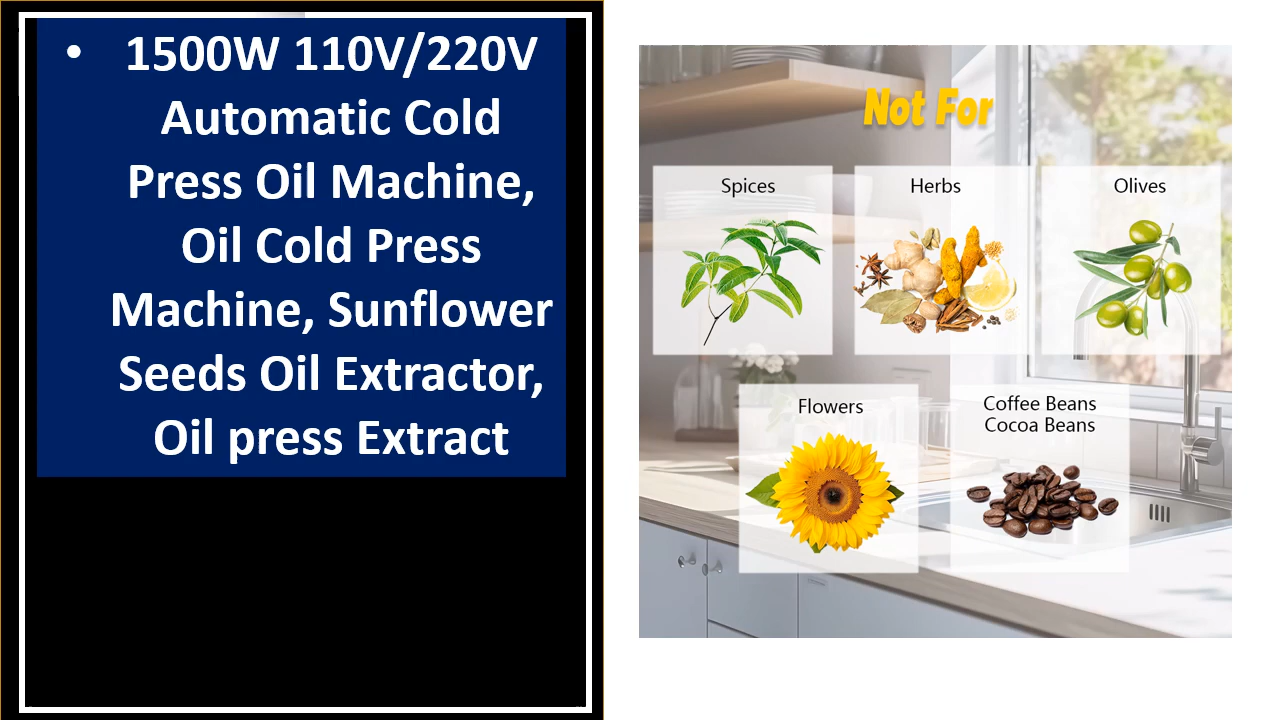 • 1500W 110V/220V
Automatic Cold
Press Oil Machine,
Oil Cold Press
Machine, Sunflower
Seeds Oil Extractor,
Oil press Extract
Not For
Spices
Herbs
Olives
Flowers
Coffee Beans
Cocoa Beans